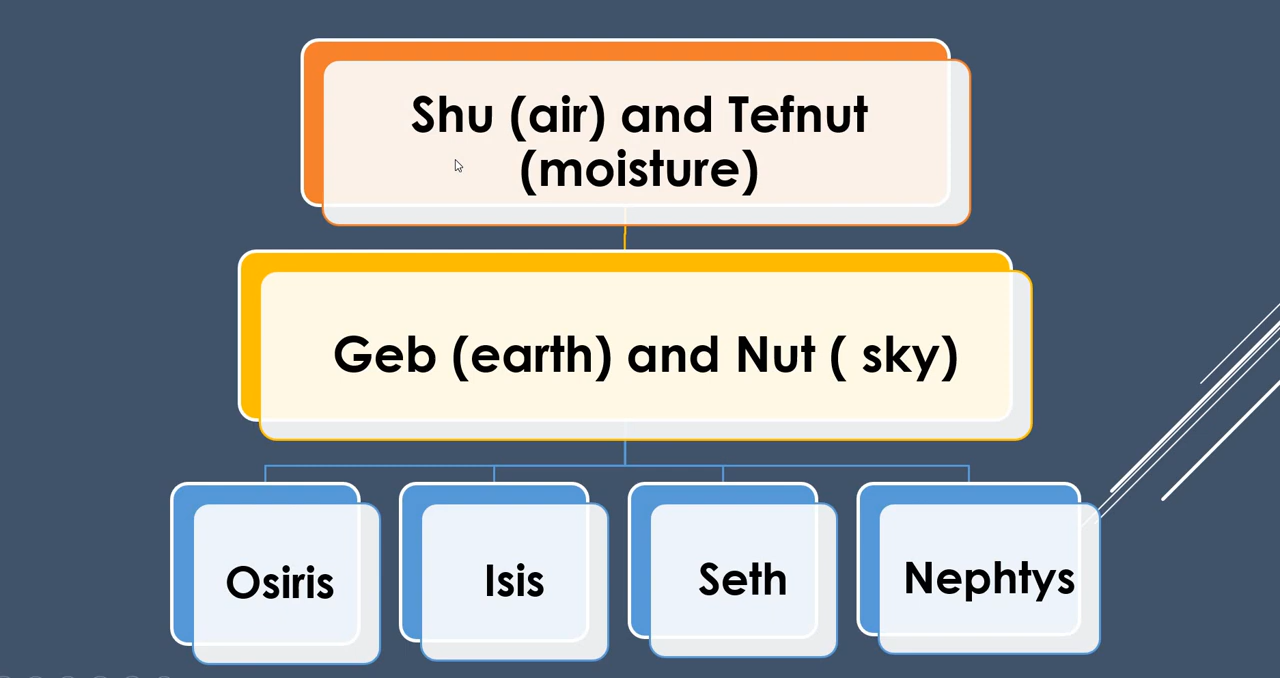 Shu (air) and Tefnut
(moisture)
Geb (earth) and Nut ( sky)
Osiris
Isis
Seth
Nephtys